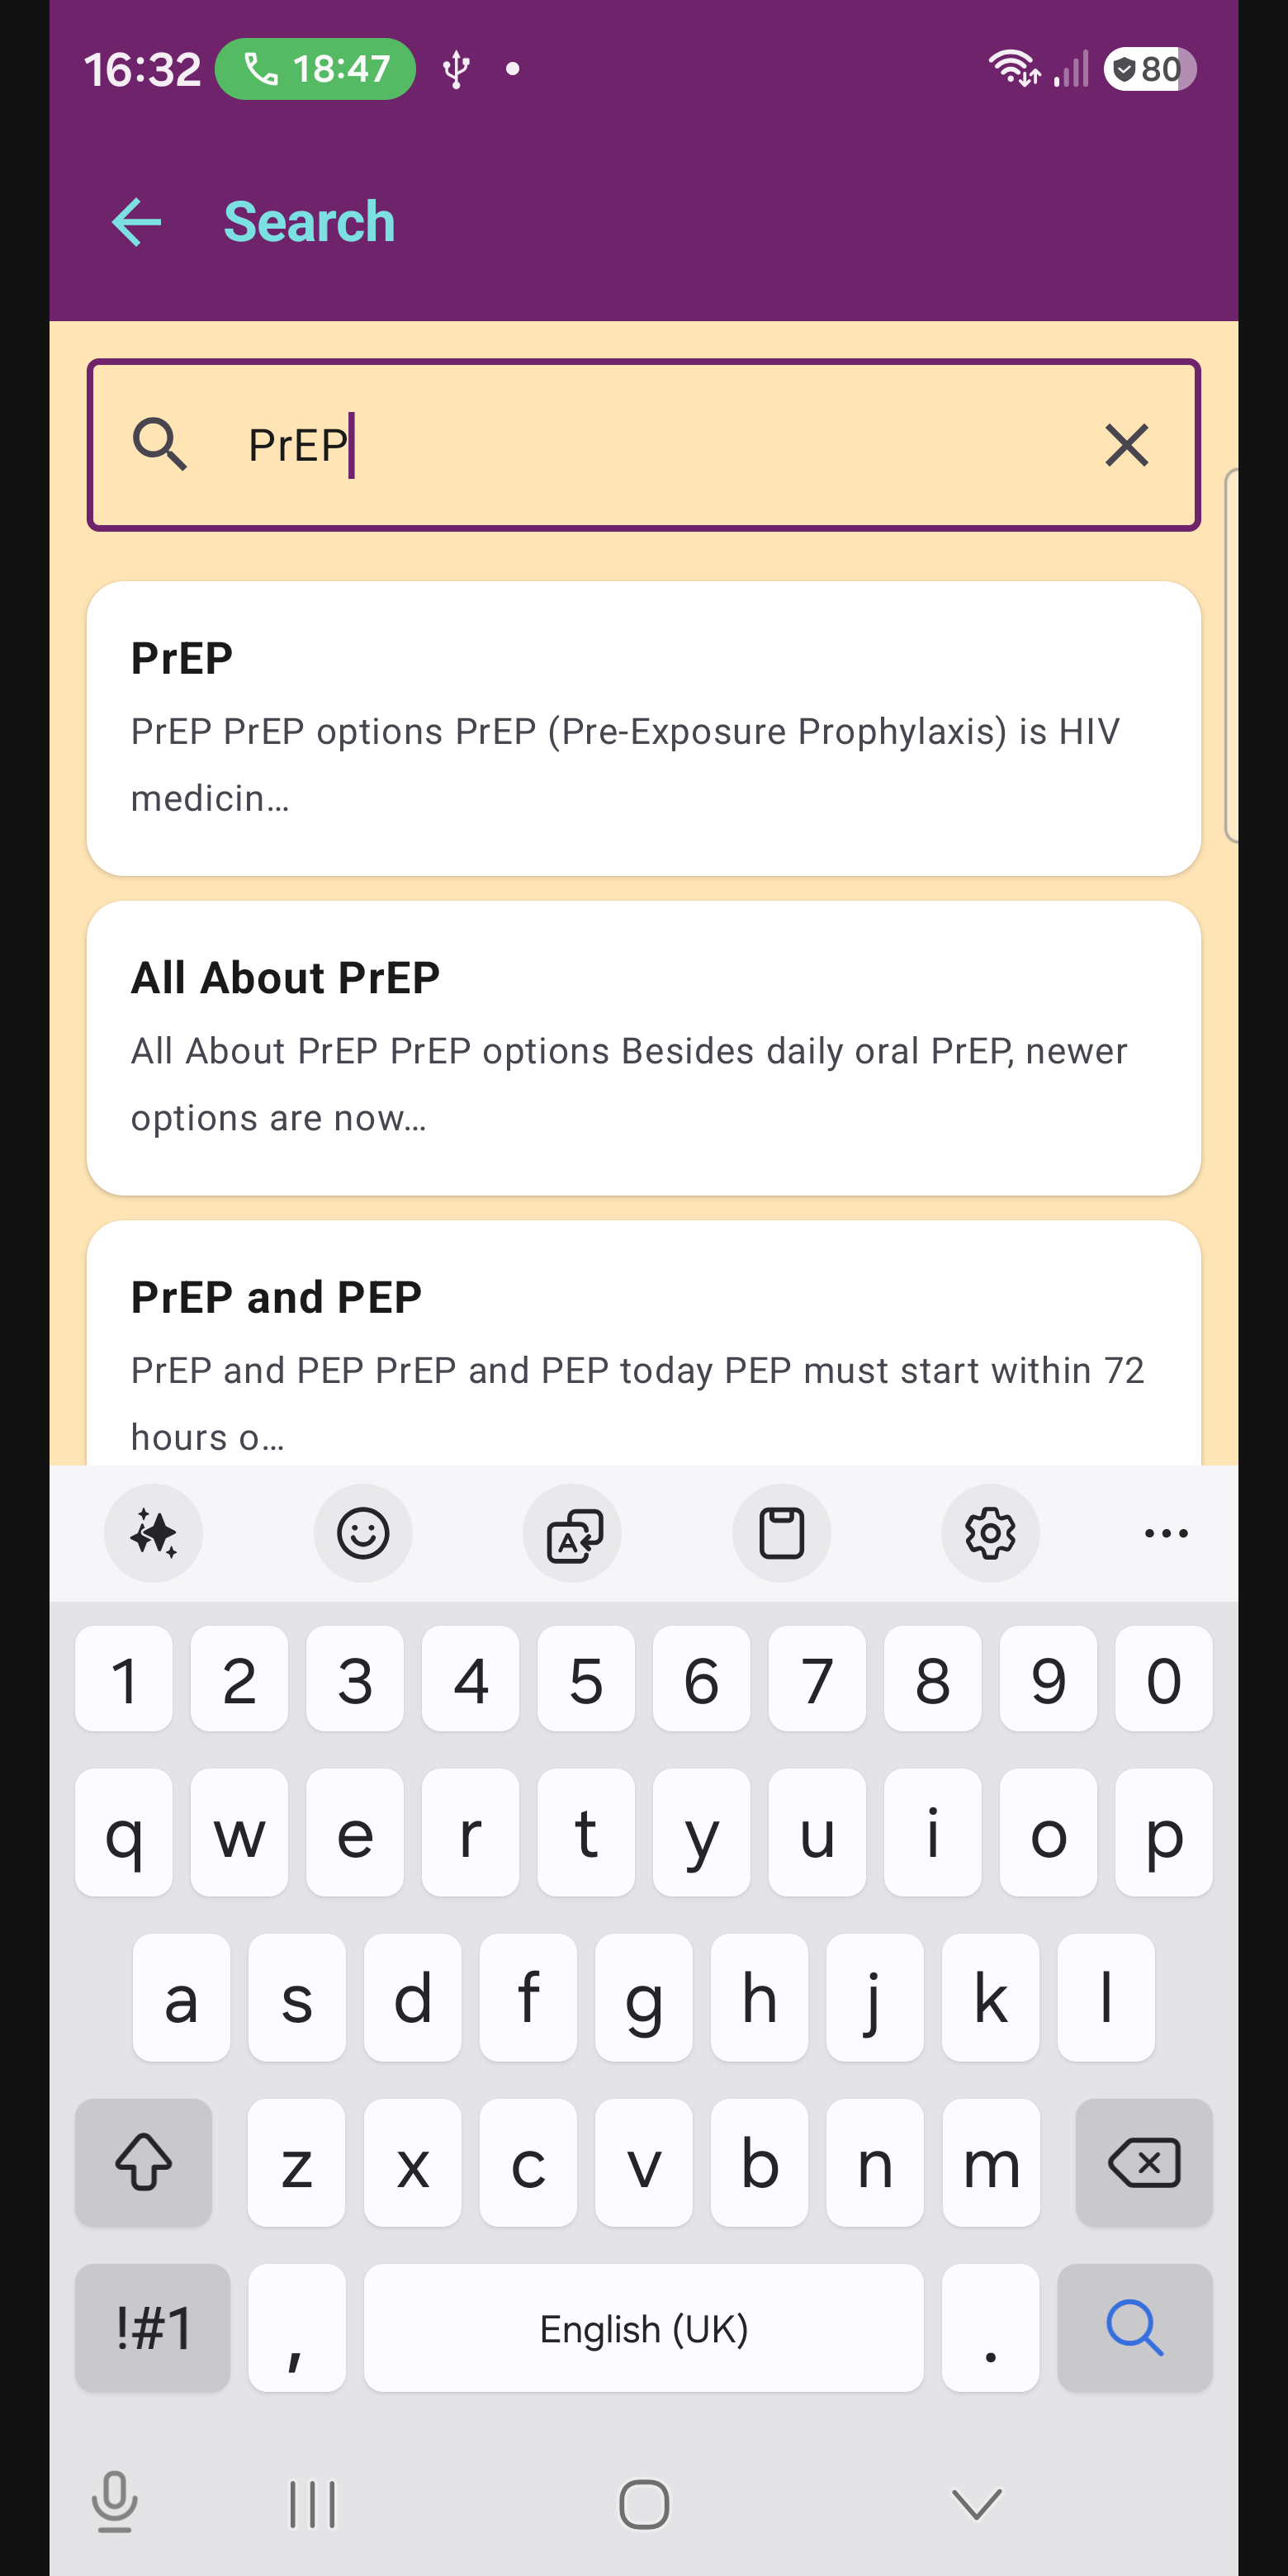 16:32 18:47 80
Search
PrEP
PrEP
PrEP PrEP options PrEP (Pre-Exposure Prophylaxis) is HIV
medicin…
All About PrEP
All About PrEP PrEP options Besides daily oral PrEP, newer
options are now…
PrEP and PEP
PrEP and PEP PrEP and PEP today PEP must start within 72
hours o…
1 2 3 4 5 6 7 8 9 0
q w e r t y u i o p
a s d f g h j k l
z x c v b n m
!#1 , English (UK) .